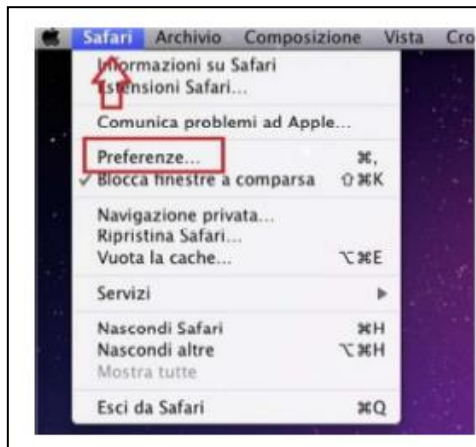 Safari Archivio Composizione Vista Cro
Informazioni su Safari
Estensioni Safari...
Comunica problemi ad Apple...
Preferenze... ⌘,
✓ Blocca finestre a comparsa ⇧⌘K
Navigazione privata...
Ripristina Safari...
Vuota la cache... ⌥⌘E
Servizi ▶
Nascondi Safari ⌘H
Nascondi altre ⌥⌘H
Mostra tutte
Esci da Safari ⌘Q